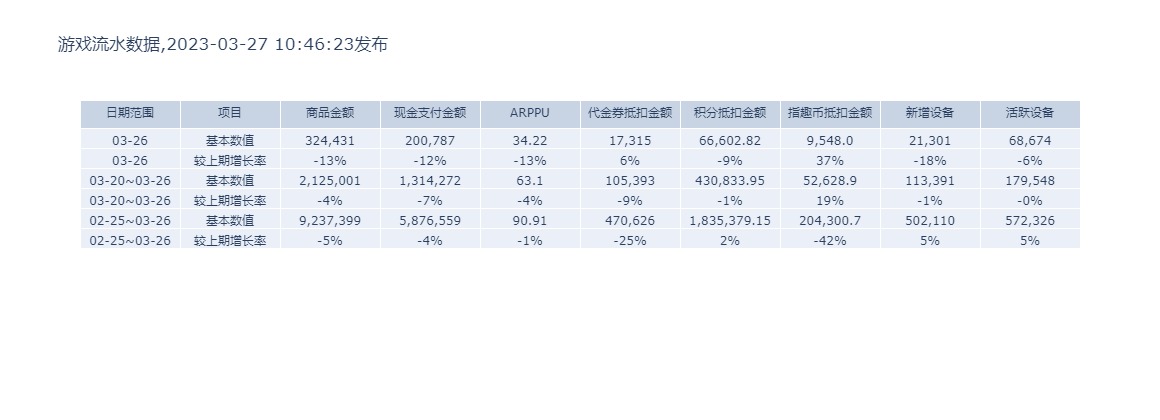 游戏流水数据,2023-03-27 10:46:23发布
日期范围 项目 商品金额 现金支付金额 ARPPU 代金券抵扣金额 积分抵扣金额 指趣币抵扣金额 新增设备 活跃设备
03-26 基本数值 324,431 200,787 34.22 17,315 66,602.82 9,548.0 21,301 68,674
03-26 较上期增长率 -13% -12% -13% 6% -9% 37% -18% -6%
03-20~03-26 基本数值 2,125,001 1,314,272 63.1 105,393 430,833.95 52,628.9 113,391 179,548
03-20~03-26 较上期增长率 -4% -7% -4% -9% -1% 19% -1% -0%
02-25~03-26 基本数值 9,237,399 5,876,559 90.91 470,626 1,835,379.15 204,300.7 502,110 572,326
02-25~03-26 较上期增长率 -5% -4% -1% -25% 2% -42% 5% 5%